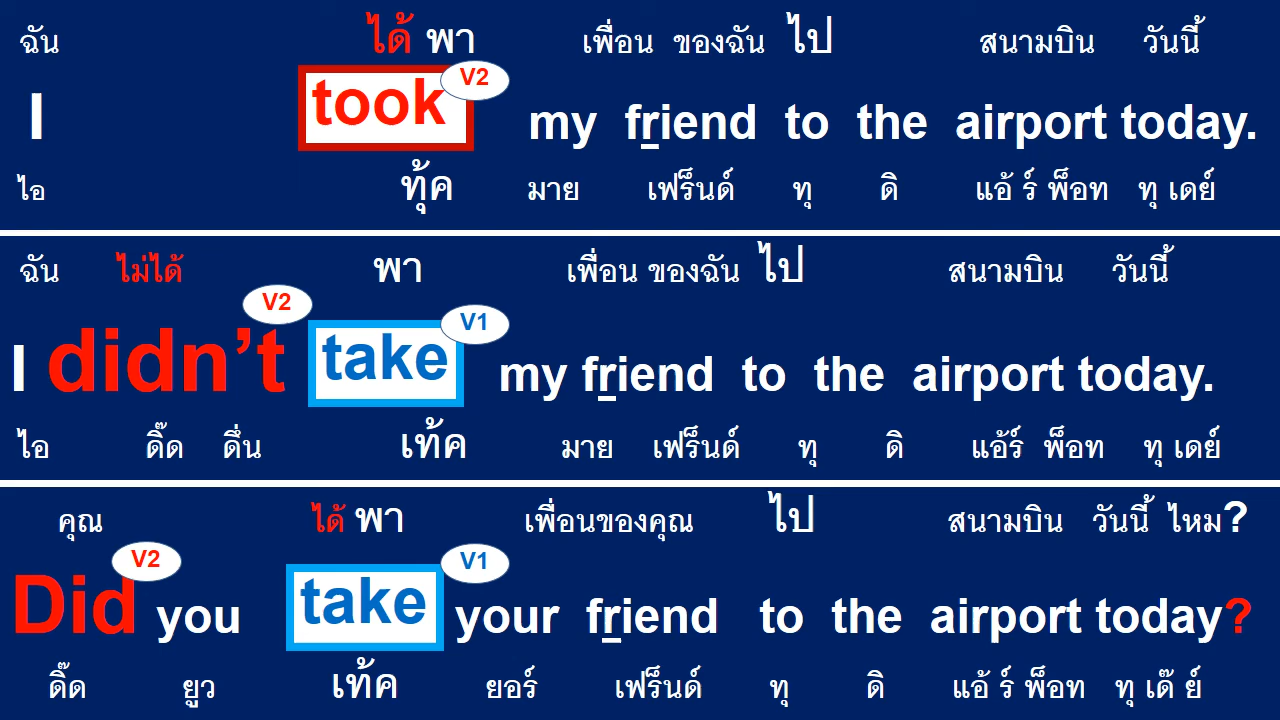 ฉัน ได้ พา เพื่อน ของฉัน ไป สนามบิน วันนี้
V2
I took my friend to the airport today.
ไอ ทุ้ค มาย เฟร็นด์ ทุ ดิ แอ้ ร์ พ็อท ทุ เดย์
ฉัน ไม่ได้ พา เพื่อน ของฉัน ไป สนามบิน วันนี้
V2 V1
I didn’t take my friend to the airport today.
ไอ ดิ๊ด ดึ่น เท้ค มาย เฟร็นด์ ทุ ดิ แอ้ร์ พ็อท ทุ เดย์
คุณ ได้ พา เพื่อนของคุณ ไป สนามบิน วันนี้ ไหม?
V2 V1
Did you take your friend to the airport today?
ดิ๊ด ยูว เท้ค ยอร์ เฟร็นด์ ทุ ดิ แอ้ ร์ พ็อท ทุ เด๊ ย์